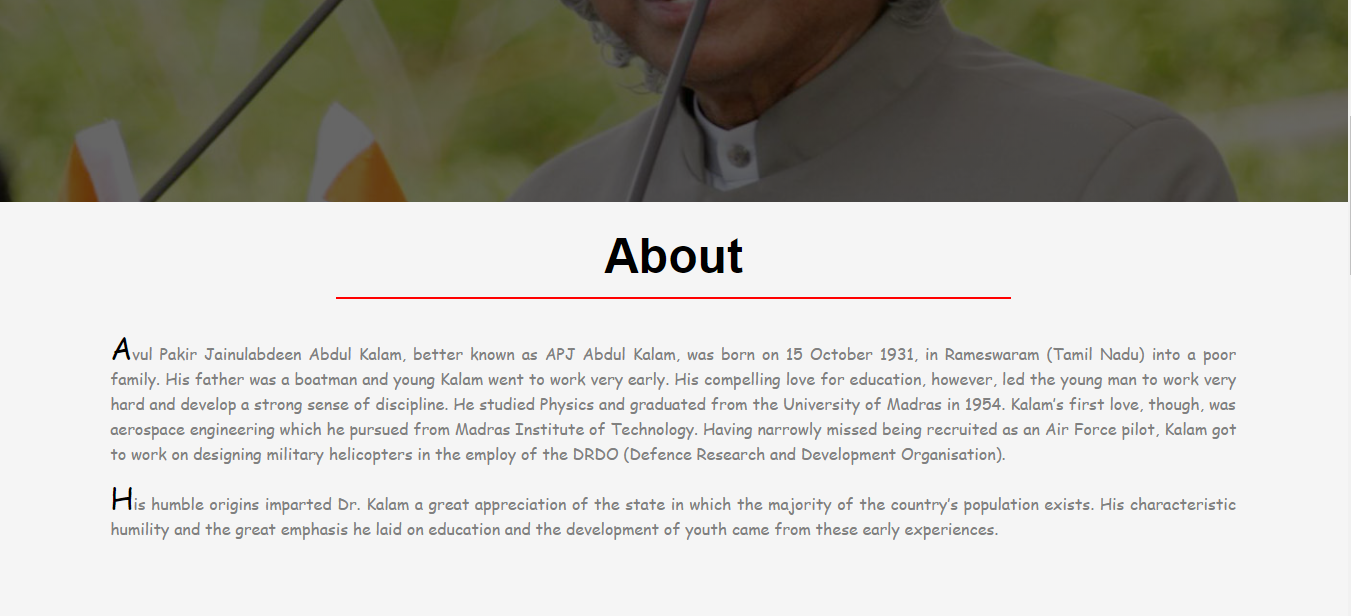 About
Avul Pakir Jainulabdeen Abdul Kalam, better known as APJ Abdul Kalam, was born on 15 October 1931, in Rameswaram (Tamil Nadu) into a poor
family. His father was a boatman and young Kalam went to work very early. His compelling love for education, however, led the young man to work very
hard and develop a strong sense of discipline. He studied Physics and graduated from the University of Madras in 1954. Kalam’s first love, though, was
aerospace engineering which he pursued from Madras Institute of Technology. Having narrowly missed being recruited as an Air Force pilot, Kalam got
to work on designing military helicopters in the employ of the DRDO (Defence Research and Development Organisation).
His humble origins imparted Dr. Kalam a great appreciation of the state in which the majority of the country’s population exists. His characteristic
humility and the great emphasis he laid on education and the development of youth came from these early experiences.